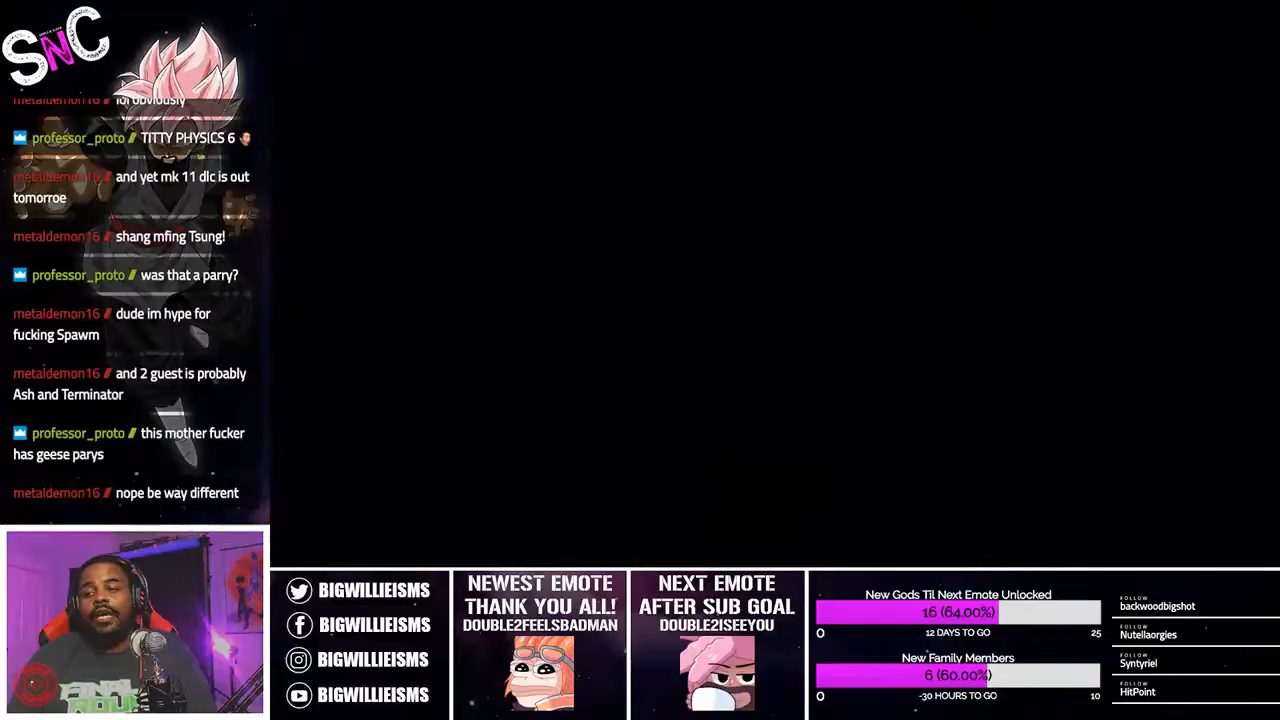 SNC
metaldemon16 // lol obviously
professor_proto // TITTY PHYSICS 6
metaldemon16 // and yet mk 11 dlc is out
tomorroe
metaldemon16 // shang mfing Tsung!
professor_proto // was that a parry?
metaldemon16 // dude im hype for
fucking Spawm
metaldemon16 // and 2 guest is probably
Ash and Terminator
professor_proto // this mother fucker
has geese parys
metaldemon16 // nope be way different
BIGWILLIEISMS
BIGWILLIEISMS
BIGWILLIEISMS
BIGWILLIEISMS
NEWEST EMOTE
THANK YOU ALL!
DOUBLE2FEELSBADMAN
NEXT EMOTE
AFTER SUB GOAL
DOUBLE2ISEEYOU
New Gods Til Next Emote Unlocked
16 (64.00%)
0 12 DAYS TO GO 25
New Family Members
6 (60.00%)
0 -30 HOURS TO GO 10
FOLLOW
backwoodbigshot
FOLLOW
Nutellaorgies
FOLLOW
Syntyriel
FOLLOW
HitPoint